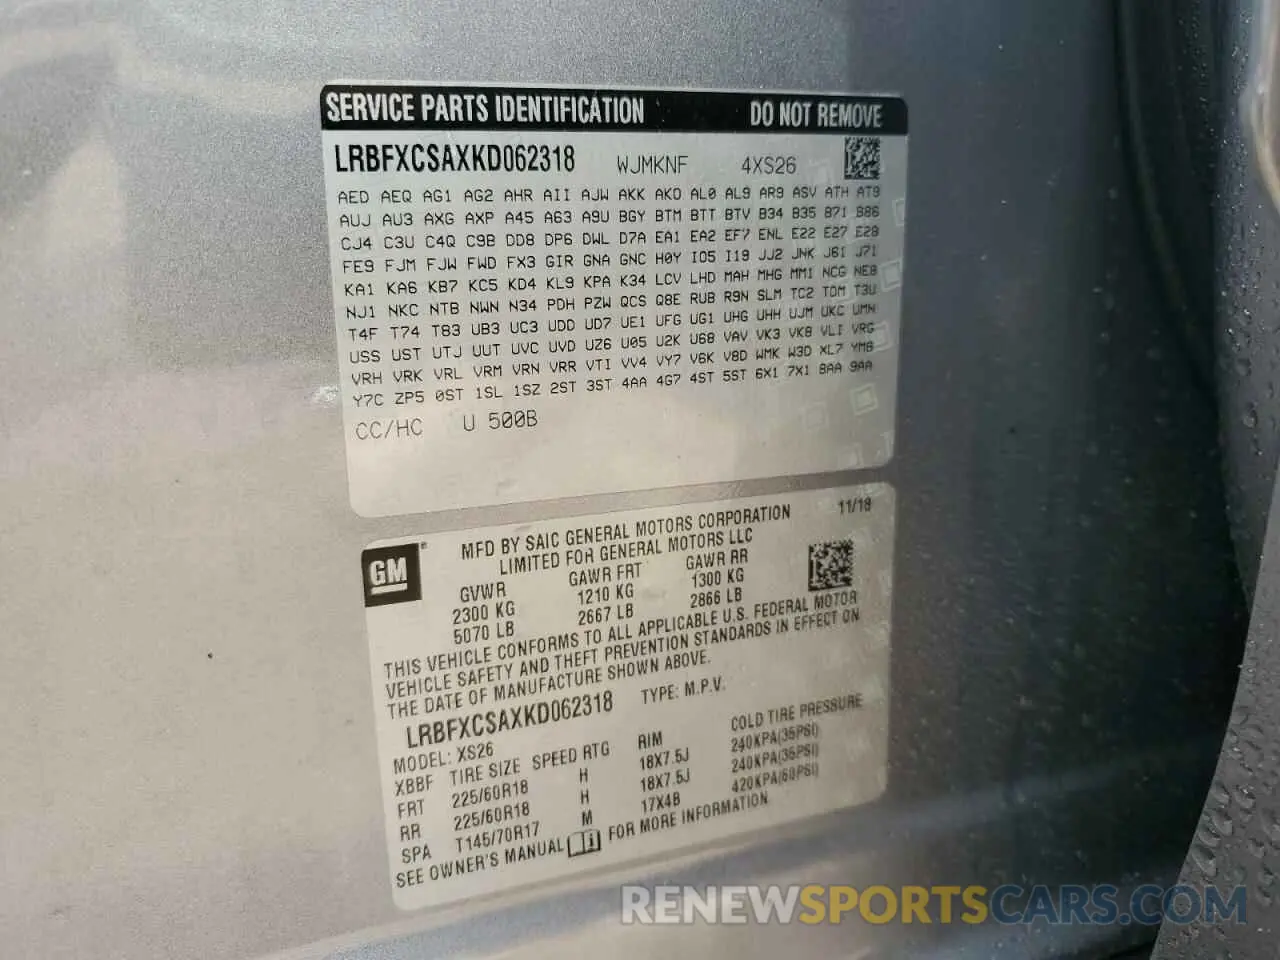 SERVICE PARTS IDENTIFICATION DO NOT REMOVE
LRBFXCSAXKD062318 WJMKNF 4XS26
AED AEQ AG1 AG2 AHR AII AJW AKK AKO AL0 AL9 AR9 ASV ATH AT9
AUJ AU3 AXG AXP A45 A63 A9U BGY BTM BTT BTV B34 B35 B71 B86
CJ4 C3U C4Q C9B DD8 DP6 DWL D7A EA1 EA2 EF7 ENL E22 E27 E28
FE9 FJM FJW FWD FX3 GIR GNA GNC H0Y IO5 I19 JJ2 JNK J61 J71
KA1 KA6 KB7 KC5 KD4 KL9 KPA K34 LCV LHD MAH MHG MM1 NCG NE8
NJ1 NKC NTB NWN N34 PDH PZW QCS Q8E RUB R9N SLM TC2 TDM T3U
T4F T74 T83 UB3 UC3 UDD UD7 UE1 UFG UG1 UHG UHH UJM UKC UMN
USS UST UTJ UUT UVC UVD UZ6 U05 U2K U68 VAV VK3 VK8 VLI VRG
VRH VRK VRL VRM VRN VRR VTI VV4 VY7 V6K V8D WMK W3D XL7 YM8
Y7C ZP5 0ST 1SL 1SZ 2ST 3ST 4AA 4G7 4ST 5ST 6X1 7X1 8AA 9AA
CC/HC U 500B
11/18
GM ® MFD BY SAIC GENERAL MOTORS CORPORATION
LIMITED FOR GENERAL MOTORS LLC
GVWR GAWR FRT GAWR RR
2300 KG 1210 KG 1300 KG
5070 LB 2667 LB 2866 LB
THIS VEHICLE CONFORMS TO ALL APPLICABLE U.S. FEDERAL MOTOR
VEHICLE SAFETY AND THEFT PREVENTION STANDARDS IN EFFECT ON
THE DATE OF MANUFACTURE SHOWN ABOVE.
LRBFXCSAXKD062318 TYPE: M.P.V.
MODEL: XS26
XBBF TIRE SIZE SPEED RTG RIM COLD TIRE PRESSURE
FRT 225/60R18 H 18X7.5J 240KPA(35PSI)
RR 225/60R18 H 18X7.5J 240KPA(35PSI)
SPA T145/70R17 M 17X4B 420KPA(60PSI)
SEE OWNER'S MANUAL FOR MORE INFORMATION
RENEWSPORTSCARS.COM